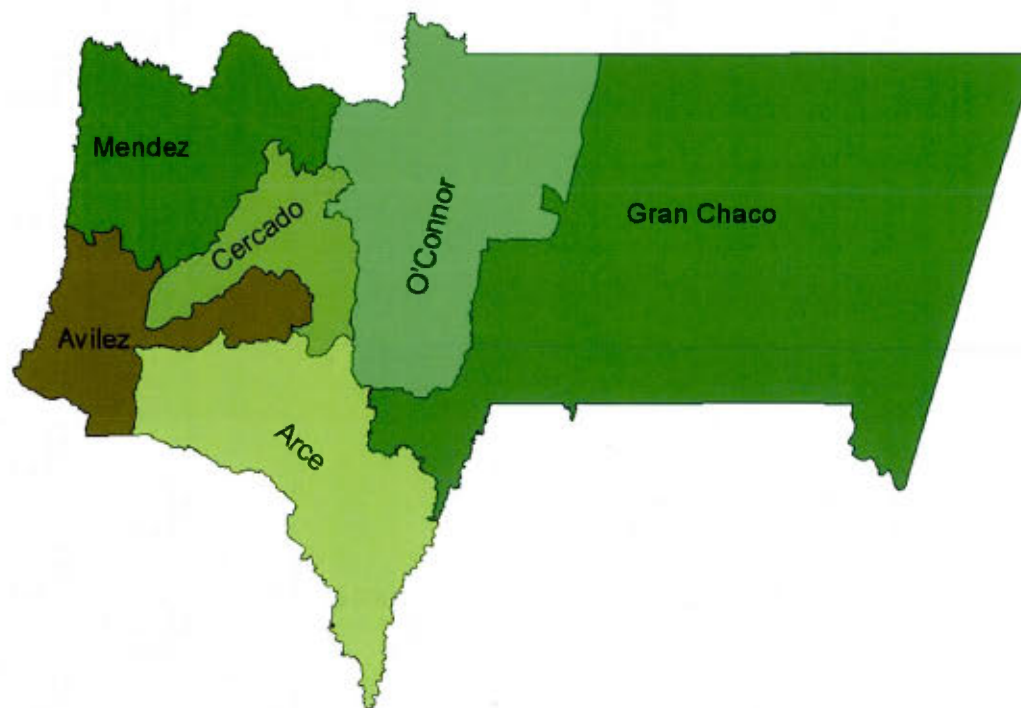 Mendez
Cercado
O'Connor
Gran Chaco
Avilez
Arce